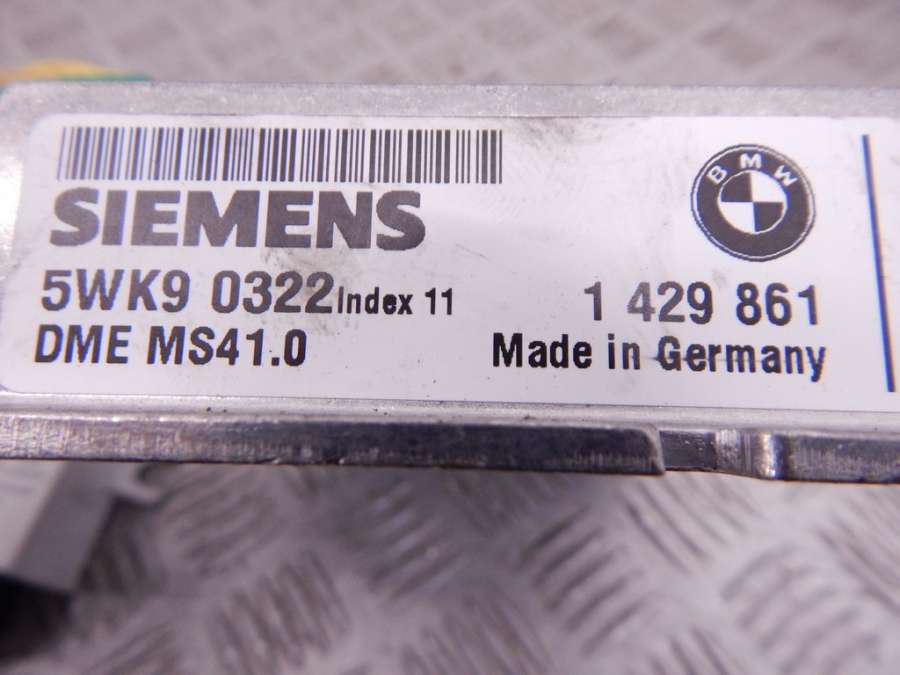 SIEMENS
BMW
5WK9 0322 Index 11
1 429 861
DME MS41.0
Made in Germany